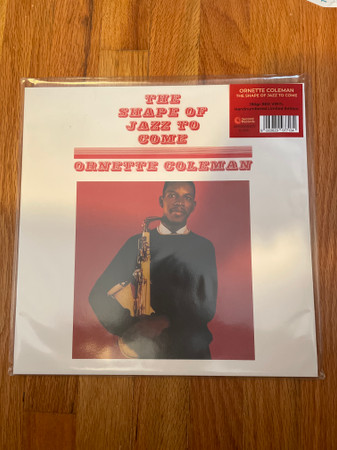 THE
SHAPE OF
JAZZ TO
COME
ORNETTE COLEMAN
ORNETTE COLEMAN
THE SHAPE OF JAZZ TO COME